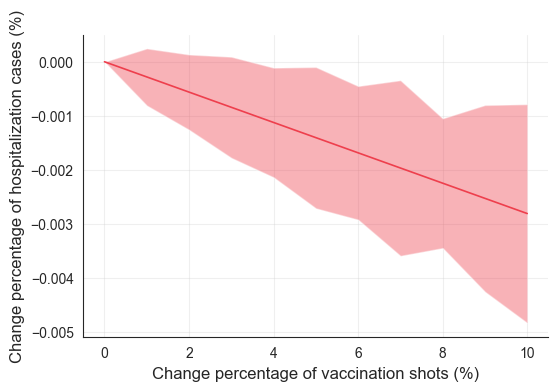 Change percentage of hospitalization cases (%)
0.000
−0.001
−0.002
−0.003
−0.004
−0.005
0 2 4 6 8 10
Change percentage of vaccination shots (%)